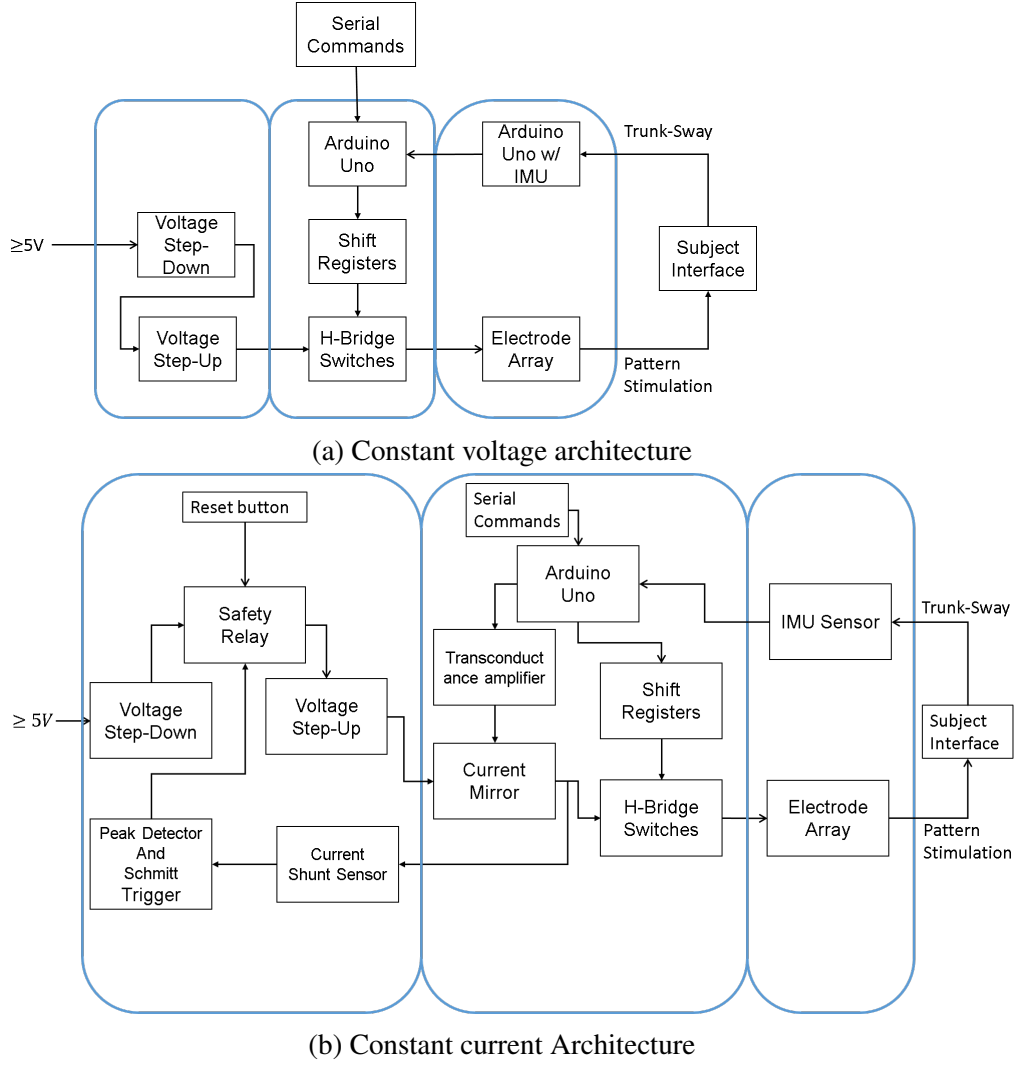 Serial
Commands
Arduino
Uno
Arduino
Uno w/
IMU
Trunk-Sway
≥5V
Voltage
Step-
Down
Shift
Registers
Subject
Interface
Voltage
Step-Up
H-Bridge
Switches
Electrode
Array
Pattern
Stimulation
(a) Constant voltage architecture
Reset button
Serial
Commands
Arduino
Uno
Safety
Relay
IMU Sensor
Trunk-Sway
Transconduct
ance amplifier
Shift
Registers
≥ 5V
Voltage
Step-Down
Voltage
Step-Up
Subject
Interface
Current
Mirror
H-Bridge
Switches
Electrode
Array
Pattern
Stimulation
Peak Detector
And
Schmitt
Trigger
Current
Shunt Sensor
(b) Constant current Architecture